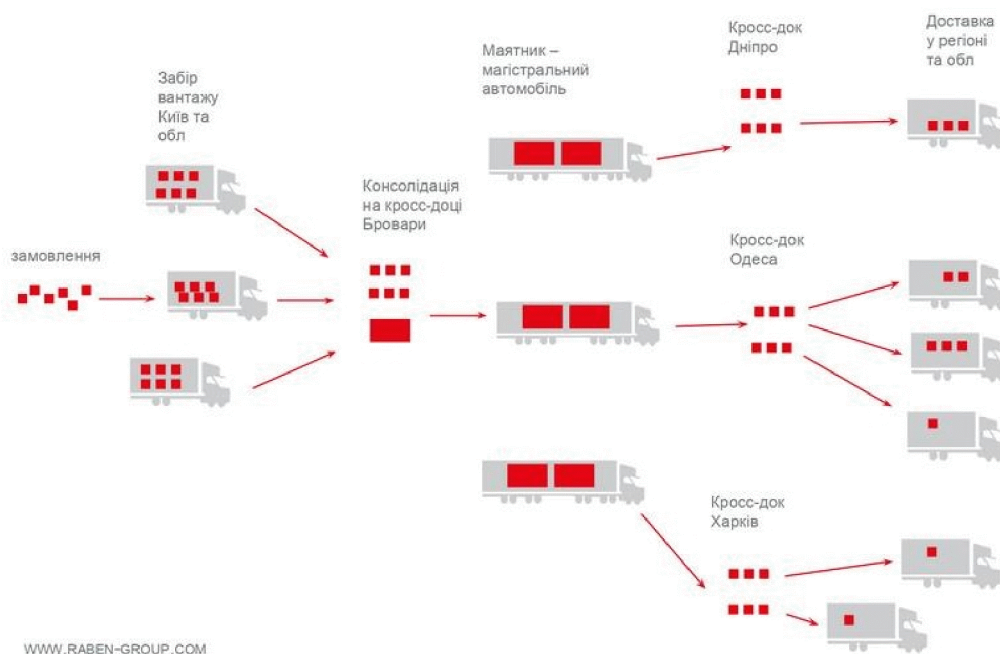 замовлення
Забір
вантажу
Київ та
обл
Консолідація
на кросс-доці
Бровари
Маятник –
магістральний
автомобіль
Кросс-док
Дніпро
Доставка
у регіоні
та обл
Кросс-док
Одеса
Кросс-док
Харків
WWW.RABEN-GROUP.COM